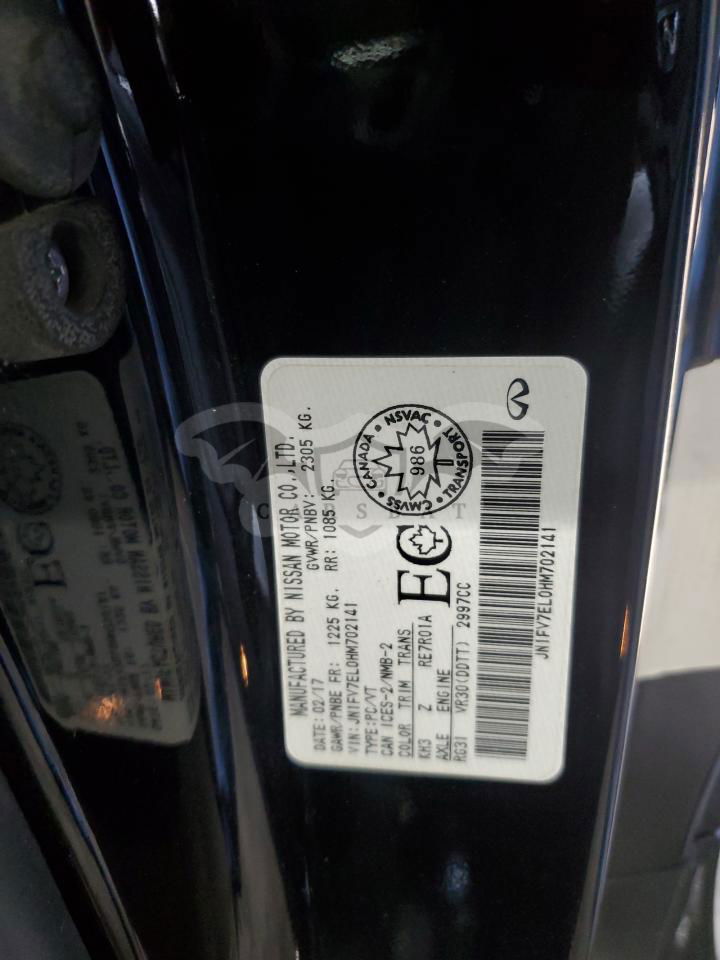 MANUFACTURED BY NISSAN MOTOR CO.,LTD.
DATE: 02/17 GVWR/PNBV: 2305 KG.
GAWR/PNBE FR: 1225 KG. RR: 1085 KG.
VIN:JN1FV7EL0HM702141
TYPE:PC/VT
CAN ICES-2/NMB-2
COLOR TRIM TRANS
KH3 Z RE7R01A
AXLE ENGINE
RG31 VR30(DDTT) 2997CC
EC
CANADA • NSVAC • TRANSPORT • CMVSS •
986
T
JN1FV7EL0HM702141